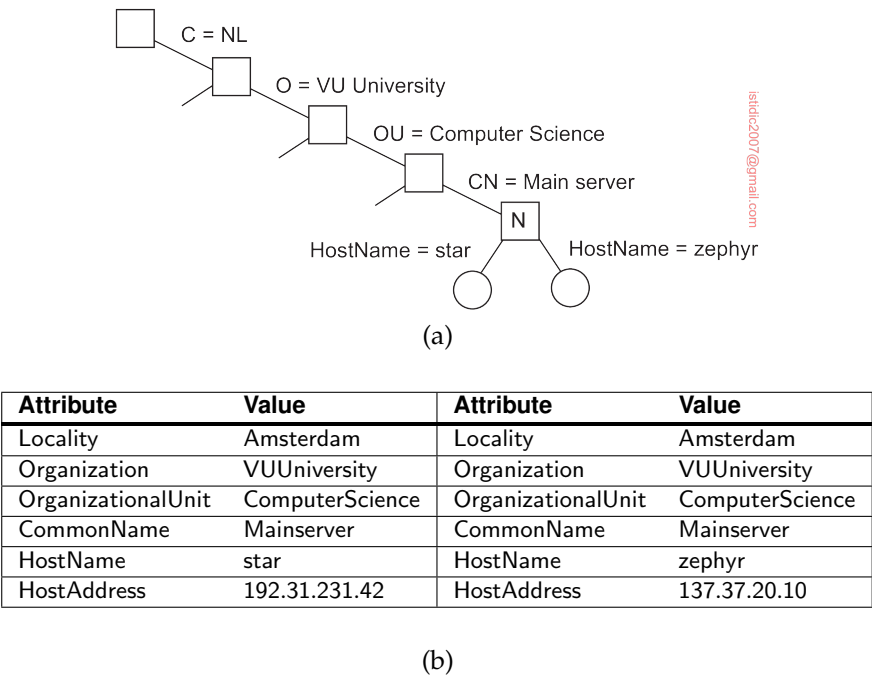 C = NL
O = VU University
OU = Computer Science
CN = Main server
N
HostName = star
HostName = zephyr
(a)
istidic2007@gmail.com
Attribute Value Attribute Value
Locality Amsterdam Locality Amsterdam
Organization VUUniversity Organization VUUniversity
OrganizationalUnit ComputerScience OrganizationalUnit ComputerScience
CommonName Mainserver CommonName Mainserver
HostName star HostName zephyr
HostAddress 192.31.231.42 HostAddress 137.37.20.10
(b)